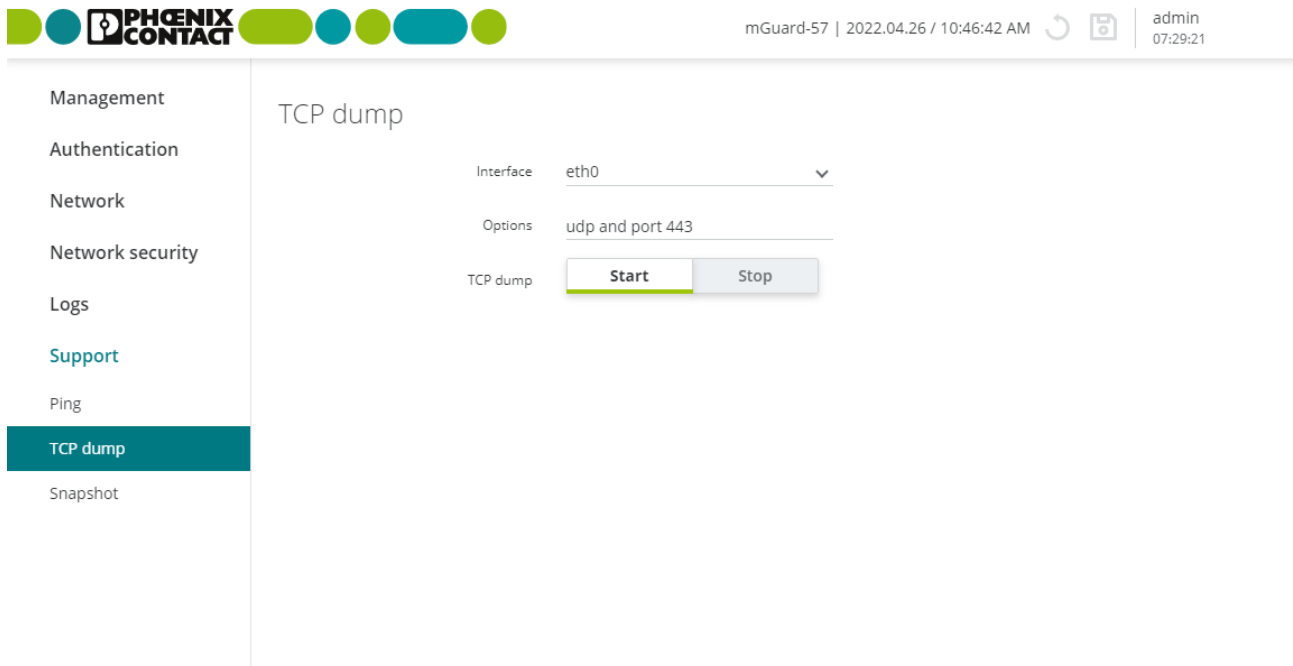 PHŒNIX
CONTACT
mGuard-57 | 2022.04.26 / 10:46:42 AM
admin
07:29:21
Management
Authentication
Network
Network security
Logs
Support
Ping
TCP dump
Snapshot
TCP dump
Interface eth0
Options udp and port 443
TCP dump Start Stop